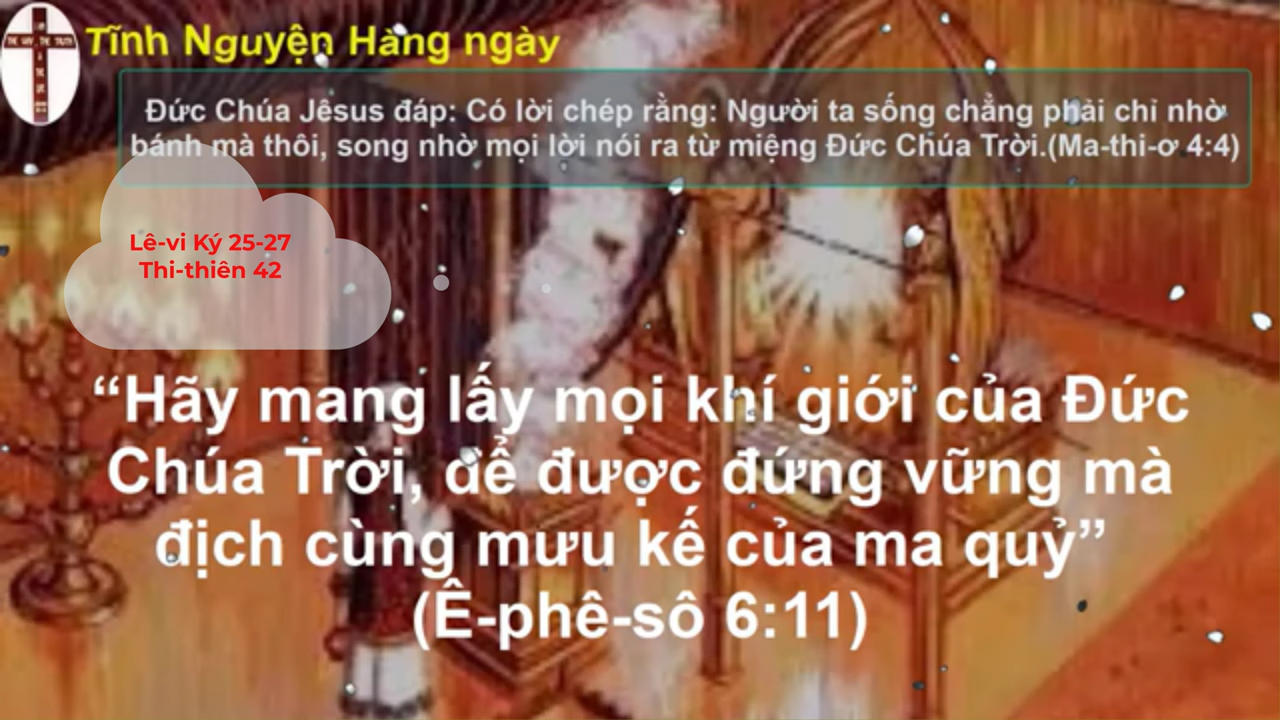 Tĩnh Nguyện Hàng ngày
Đức Chúa Jêsus đáp: Có lời chép rằng: Người ta sống chẳng phải chỉ nhờ
bánh mà thôi, song nhờ mọi lời nói ra từ miệng Đức Chúa Trời.(Ma-thi-ơ 4:4)
Lê-vi Ký 25-27
Thi-thiên 42
“Hãy mang lấy mọi khí giới của Đức
Chúa Trời, để được đứng vững mà
địch cùng mưu kế của ma quỷ”
(Ê-phê-sô 6:11)